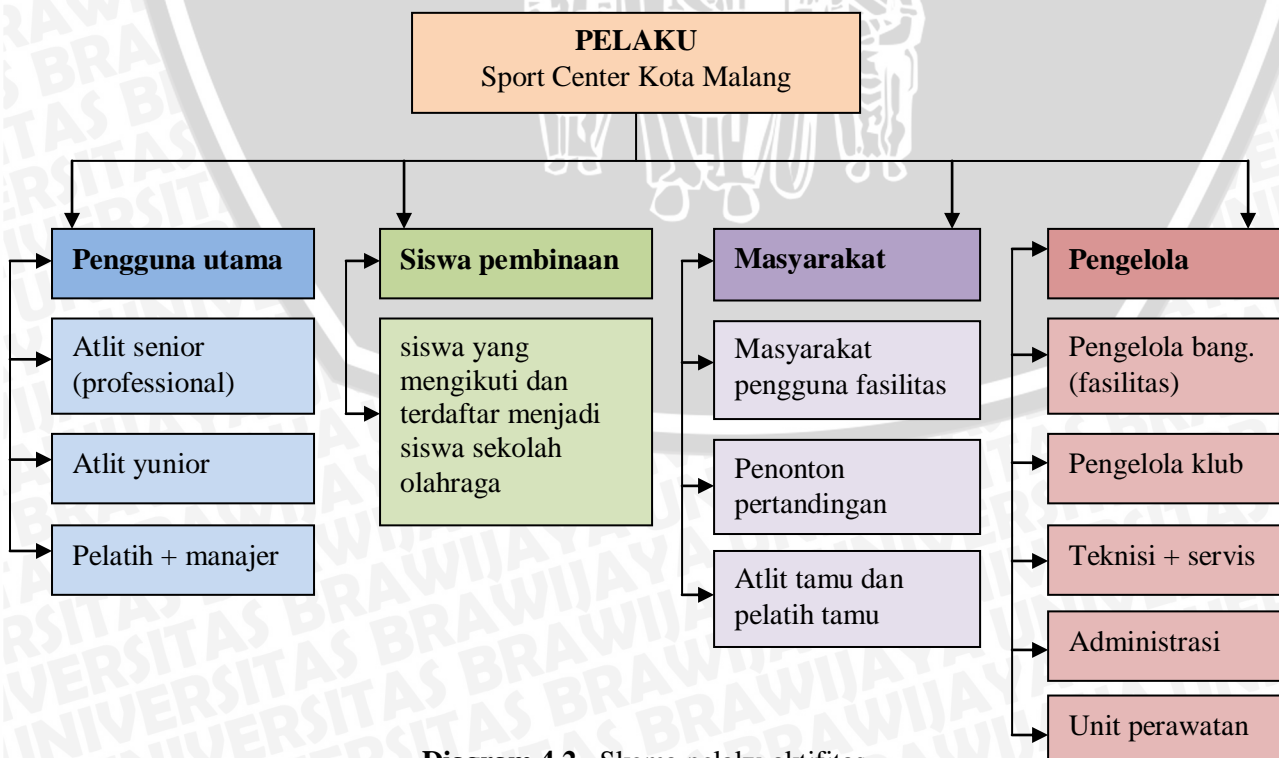 PELAKU
Sport Center Kota Malang
Pengguna utama
Atlit senior
(professional)
Atlit yunior
Pelatih + manajer
Siswa pembinaan
siswa yang
mengikuti dan
terdaftar menjadi
siswa sekolah
olahraga
Masyarakat
Masyarakat
pengguna fasilitas
Penonton
pertandingan
Atlit tamu dan
pelatih tamu
Pengelola
Pengelola bang.
(fasilitas)
Pengelola klub
Teknisi + servis
Administrasi
Unit perawatan
Diagram 4.2 Skema pelaku aktifitas